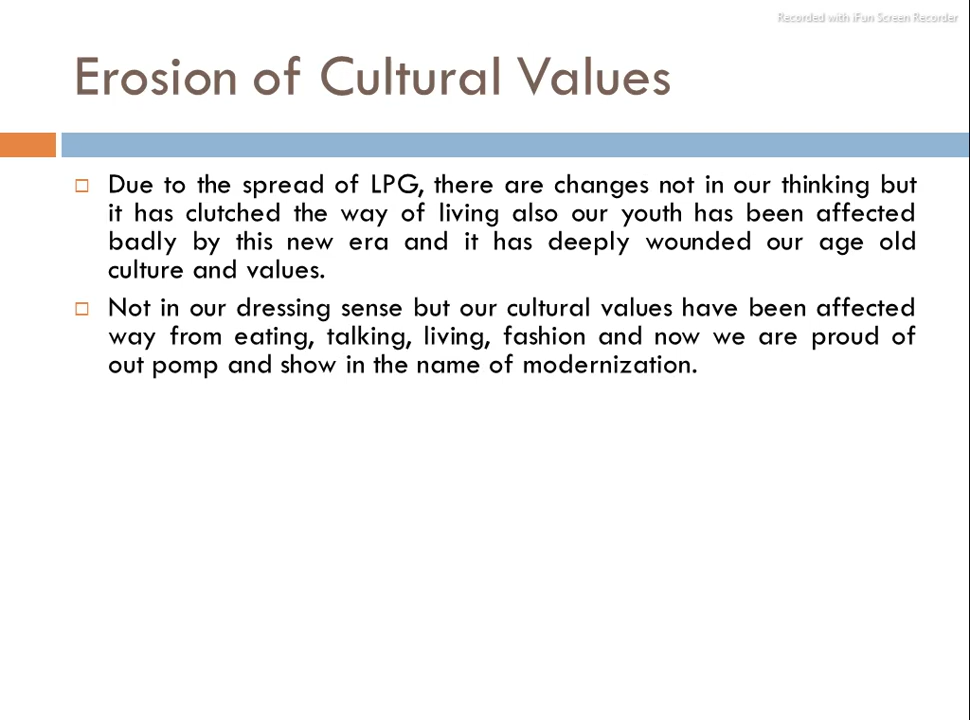 Recorded with iFun Screen Recorder
Erosion of Cultural Values
Due to the spread of LPG, there are changes not in our thinking but
it has clutched the way of living also our youth has been affected
badly by this new era and it has deeply wounded our age old
culture and values.
Not in our dressing sense but our cultural values have been affected
way from eating, talking, living, fashion and now we are proud of
out pomp and show in the name of modernization.